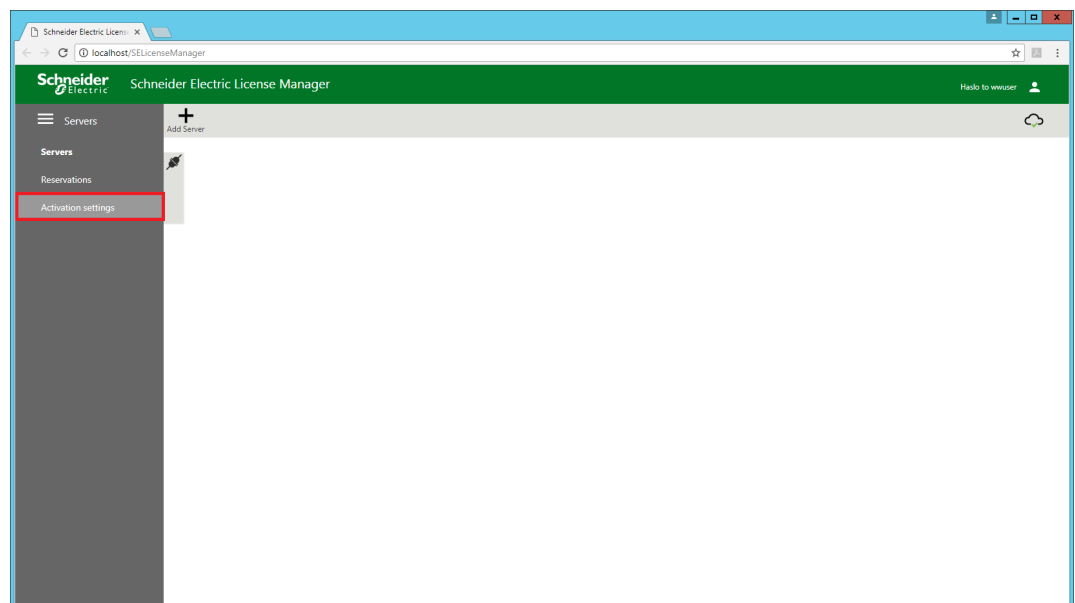 Schneider Electric Licens
localhost/SELicenseManager
Schneider Electric
Schneider Electric License Manager
Hasło to wwuser
Servers
Add Server
Servers
Reservations
Activation settings